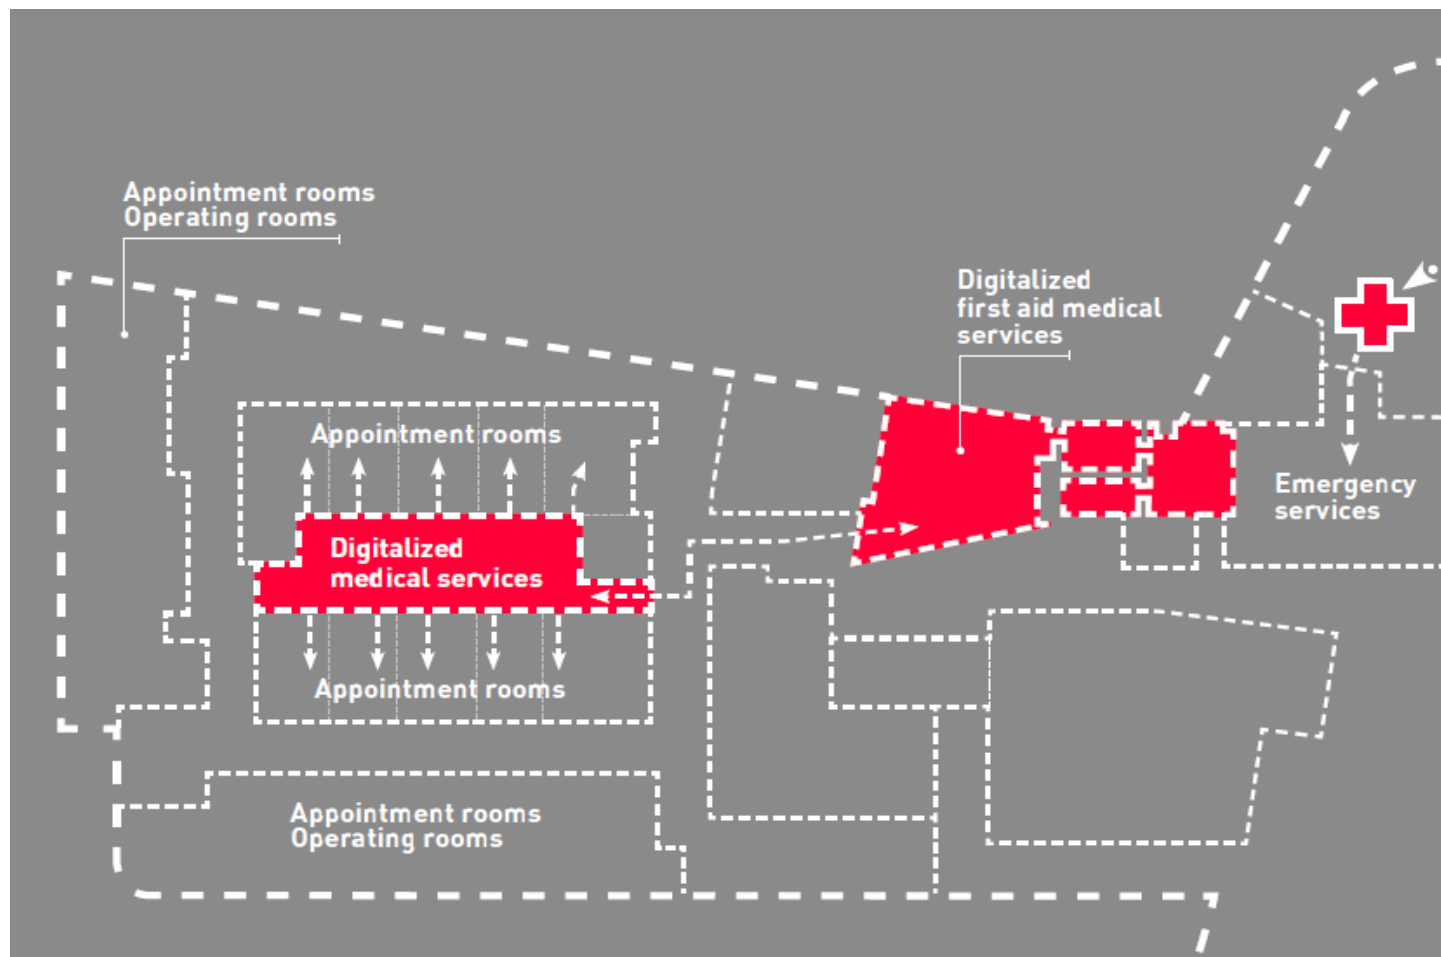 Appointment rooms
Operating rooms
Digitalized
first aid medical
services
Appointment rooms
Emergency
services
Digitalized
medical services
Appointment rooms
Appointment rooms
Operating rooms